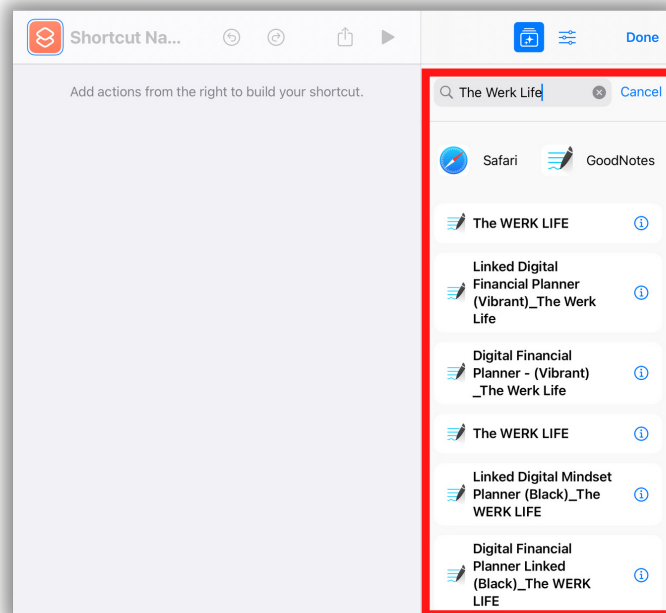 Shortcut Na...
Done
Add actions from the right to build your shortcut.
The Werk Life
Cancel
Safari
GoodNotes
The WERK LIFE
Linked Digital
Financial Planner
(Vibrant)_The Werk
Life
Digital Financial
Planner - (Vibrant)
_The Werk Life
The WERK LIFE
Linked Digital Mindset
Planner (Black)_The
WERK LIFE
Digital Financial
Planner Linked
(Black)_The WERK
LIFE